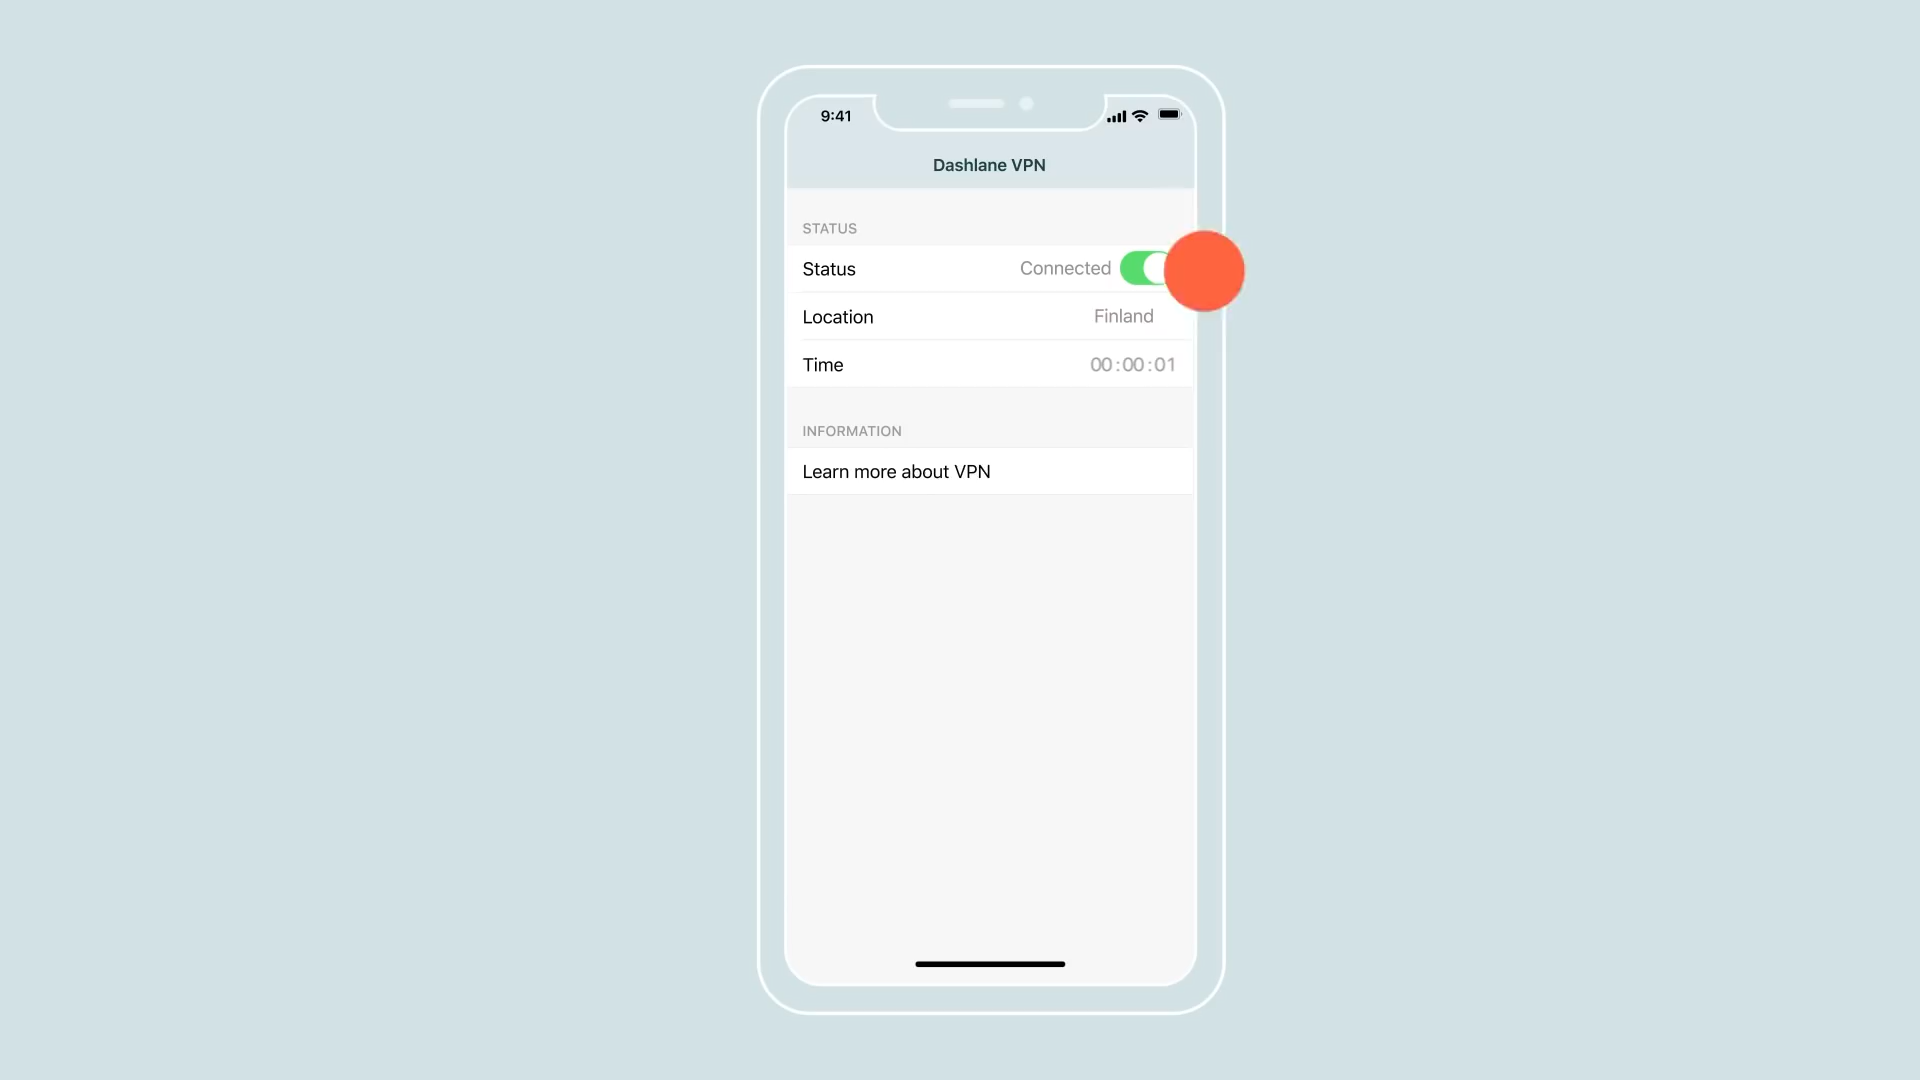 9:41
Dashlane VPN
STATUS
Status Connected
Location Finland
Time 00:00:01
INFORMATION
Learn more about VPN